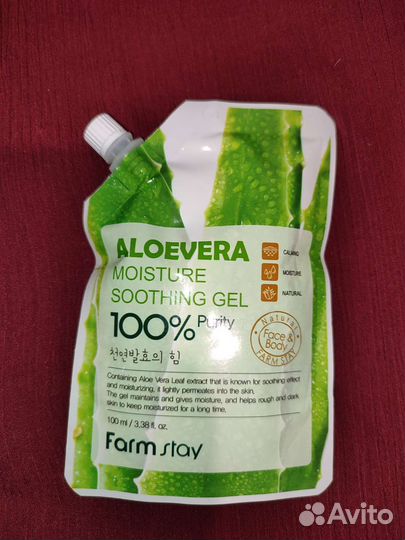 ALOEVERA
MOISTURE
SOOTHING GEL
100% Purity
천연발효의 힘
CALMING
MOISTURE
NATURAL
Natural
Face &
Body
FARM STAY
Containing Aloe Vera Leaf extract that is known for soothing effect
and moisturizing, it lightly permeates into the skin.
The gel maintains and gives moisture, and helps rough and dark
skin to keep moisturized for a long time.
100 ml / 3,38 fl. oz.
Farm stay
Avito